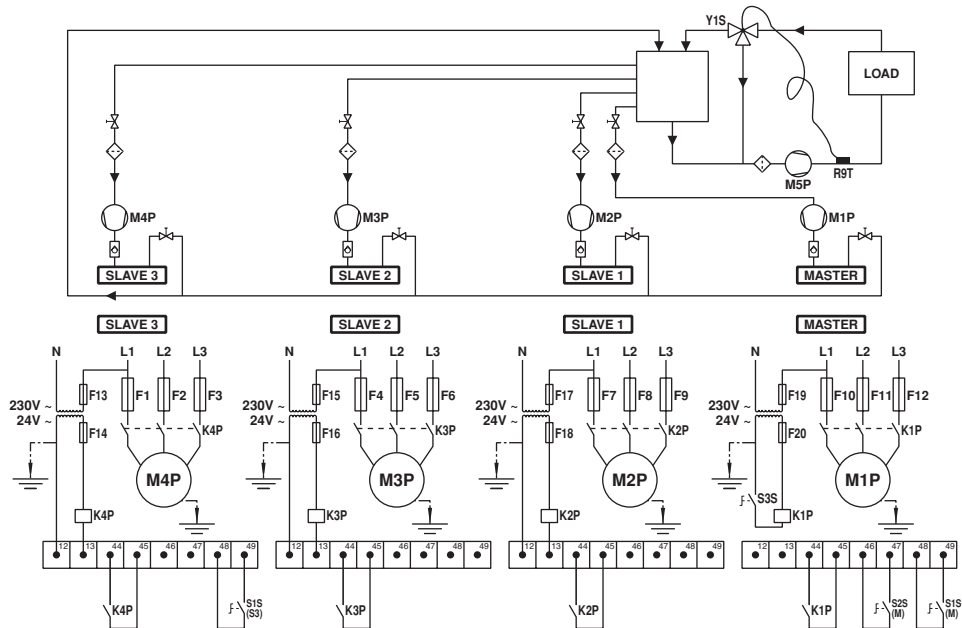 Y1S
LOAD
R9T
M5P
M4P
M3P
M2P
M1P
SLAVE 3
SLAVE 2
SLAVE 1
MASTER
SLAVE 3
SLAVE 2
SLAVE 1
MASTER
N L1 L2 L3
N L1 L2 L3
N L1 L2 L3
N L1 L2 L3
F13 F1 F2 F3
F15 F4 F5 F6
F17 F7 F8 F9
F19 F10 F11 F12
230V ~
24V ~
230V ~
24V ~
230V ~
24V ~
230V ~
24V ~
F14 K4P
F16 K3P
F18 K2P
F20 K1P
M4P
M3P
M2P
M1P
S3S
K4P
K3P
K2P
K1P
12 13 44 45 46 47 48 49
12 13 44 45 46 47 48 49
12 13 44 45 46 47 48 49
12 13 44 45 46 47 48 49
K4P
S1S
(S3)
K3P
K2P
K1P
S2S
(M)
S1S
(M)